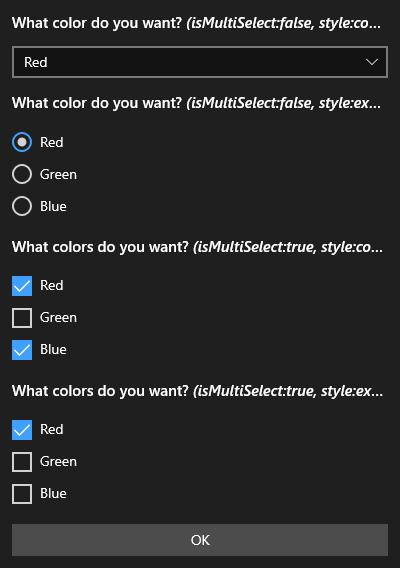 What color do you want? (isMultiSelect:false, style:co...
Red
What color do you want? (isMultiSelect:false, style:ex...
Red
Green
Blue
What colors do you want? (isMultiSelect:true, style:co...
Red
Green
Blue
What colors do you want? (isMultiSelect:true, style:ex...
Red
Green
Blue
OK